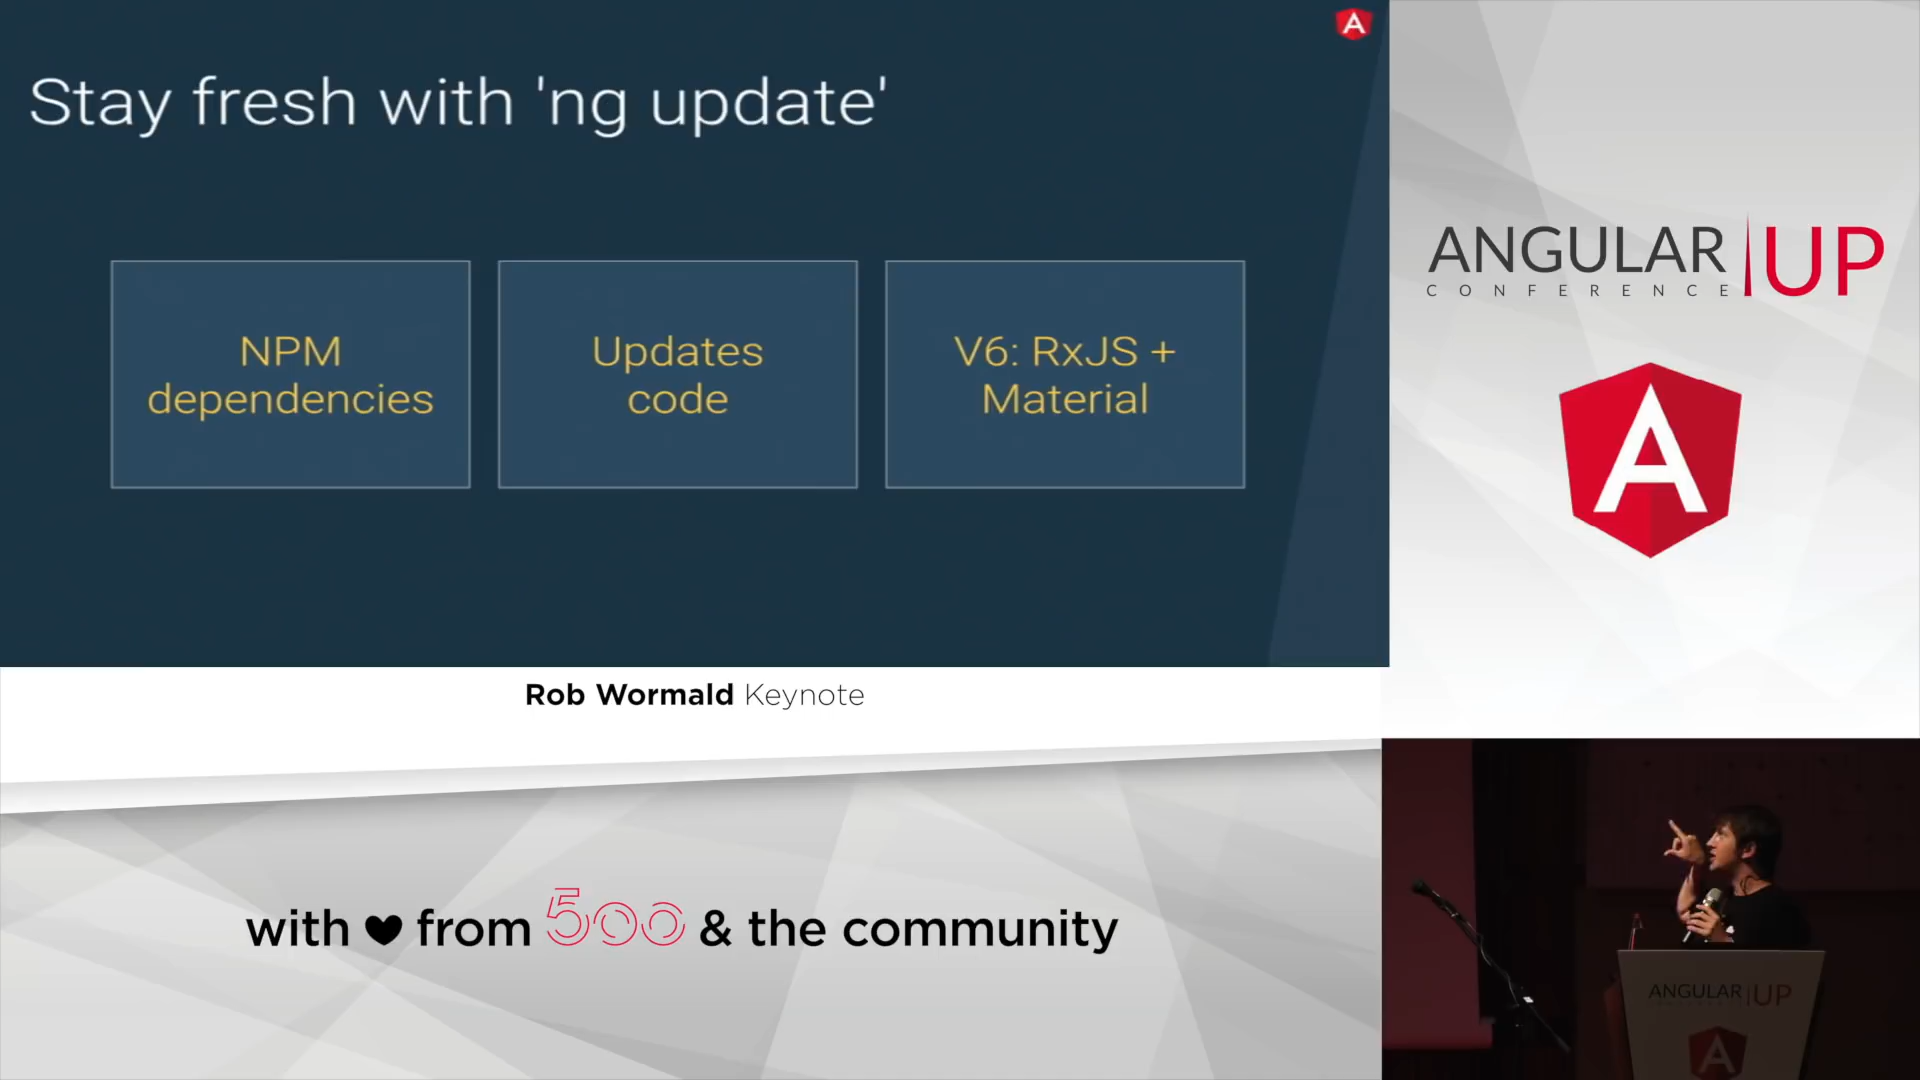 Stay fresh with 'ng update'
NPM
dependencies
Updates
code
V6: RxJS +
Material
Rob Wormald Keynote
with ♥ from 500 & the community
ANGULAR UP
CONFERENCE
ANGULAR UP